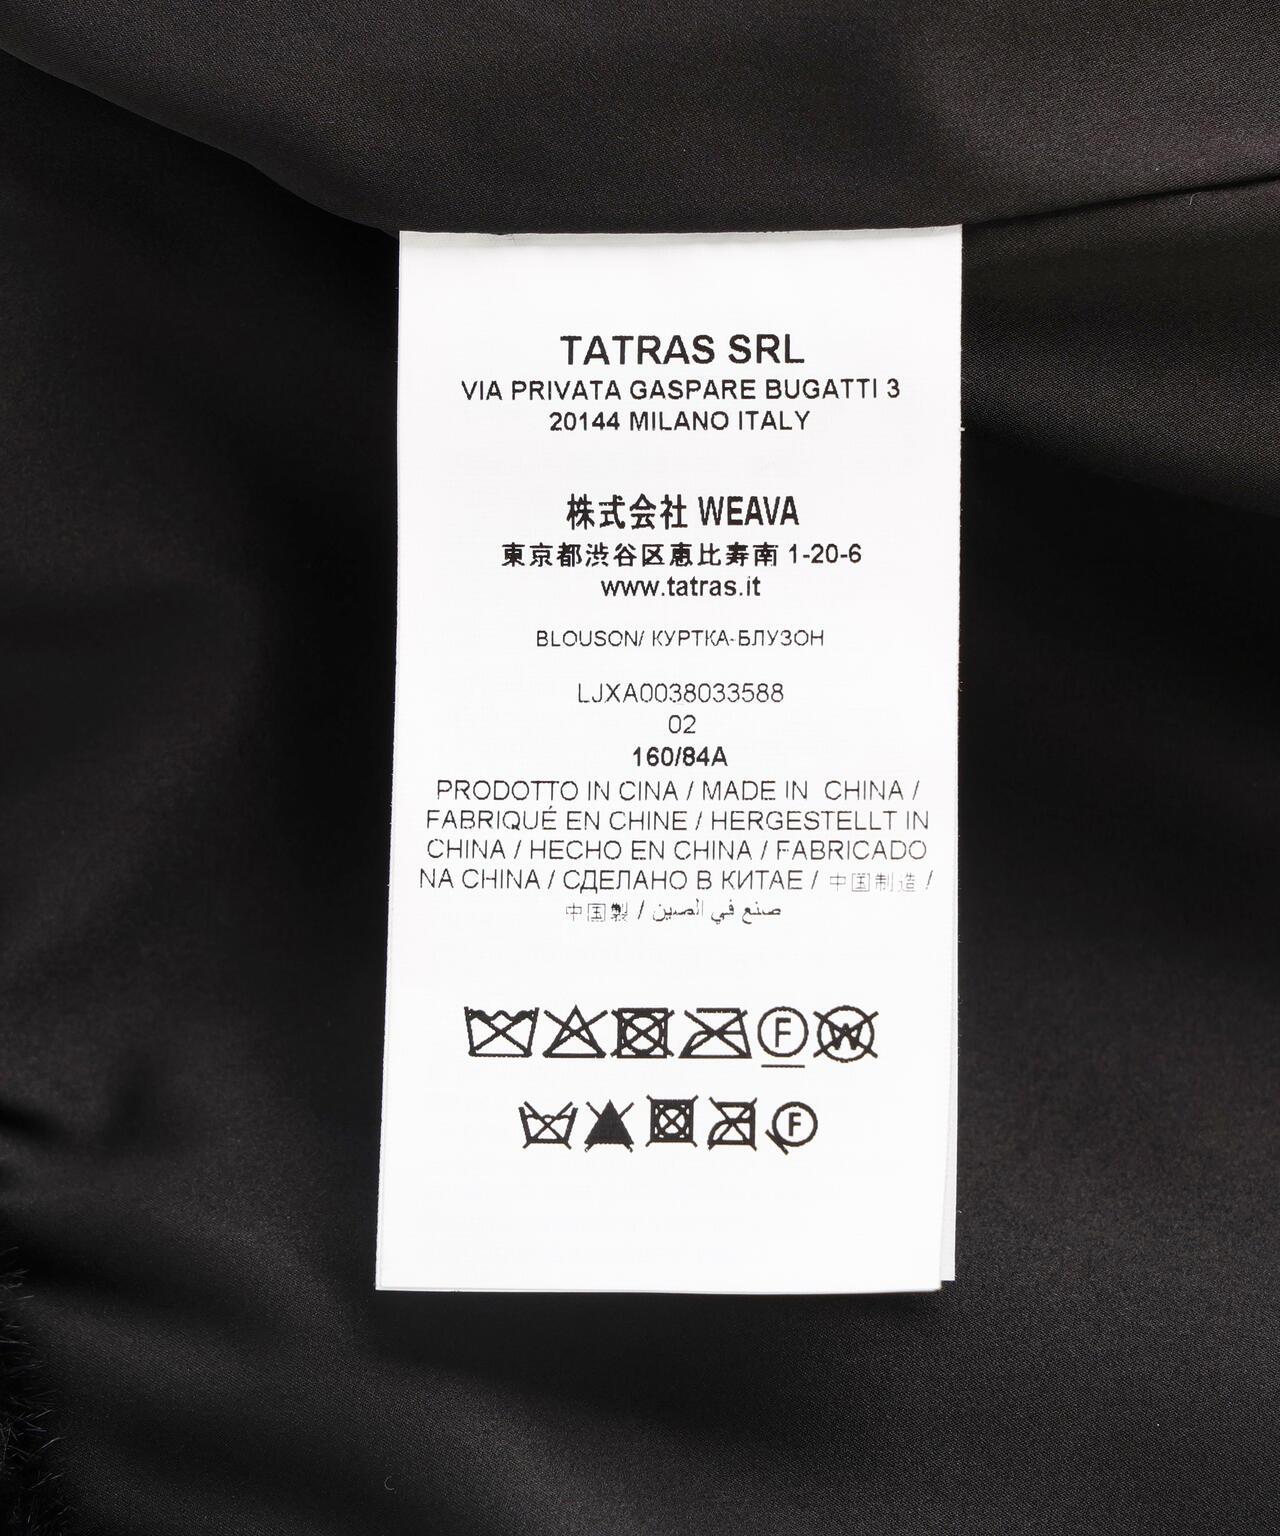 TATRAS SRL
VIA PRIVATA GASPARE BUGATTI 3
20144 MILANO ITALY
株式会社 WEAVA
東京都渋谷区恵比寿南 1-20-6
www.tatras.it
BLOUSON/ КУРТКА-БЛУЗОН
LJXA0038033588
02
160/84A
PRODOTTO IN CINA / MADE IN CHINA /
FABRIQUÉ EN CHINE / HERGESTELLT IN
CHINA / HECHO EN CHINA / FABRICADO
NA CHINA / СДЕЛАНО В КИТАЕ / 中国制造 /
中国製 / صنع في الصين
F W
F